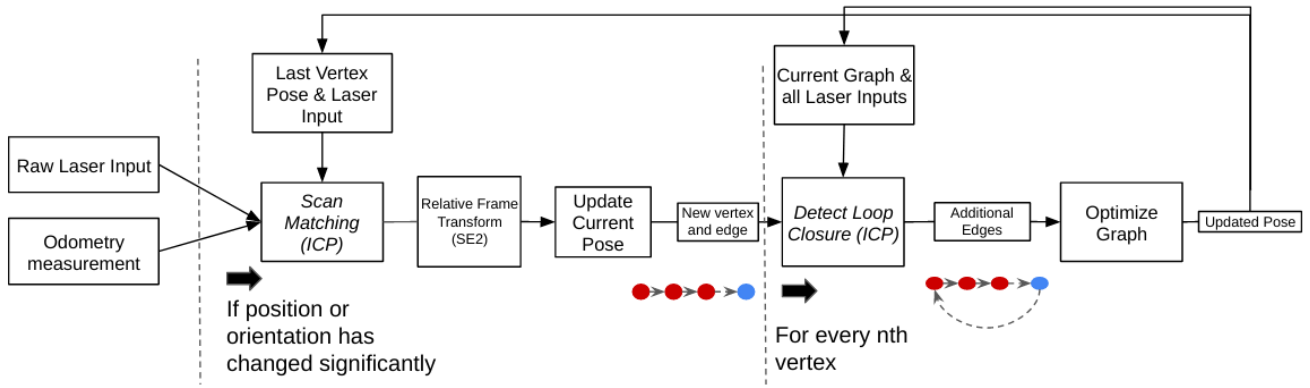 Raw Laser Input
Odometry
measurement
Last Vertex
Pose & Laser
Input
Scan
Matching
(ICP)
If position or
orientation has
changed significantly
Relative Frame
Transform
(SE2)
Update
Current
Pose
New vertex
and edge
Current Graph &
all Laser Inputs
Detect Loop
Closure (ICP)
For every nth
vertex
Additional
Edges
Optimize
Graph
Updated Pose